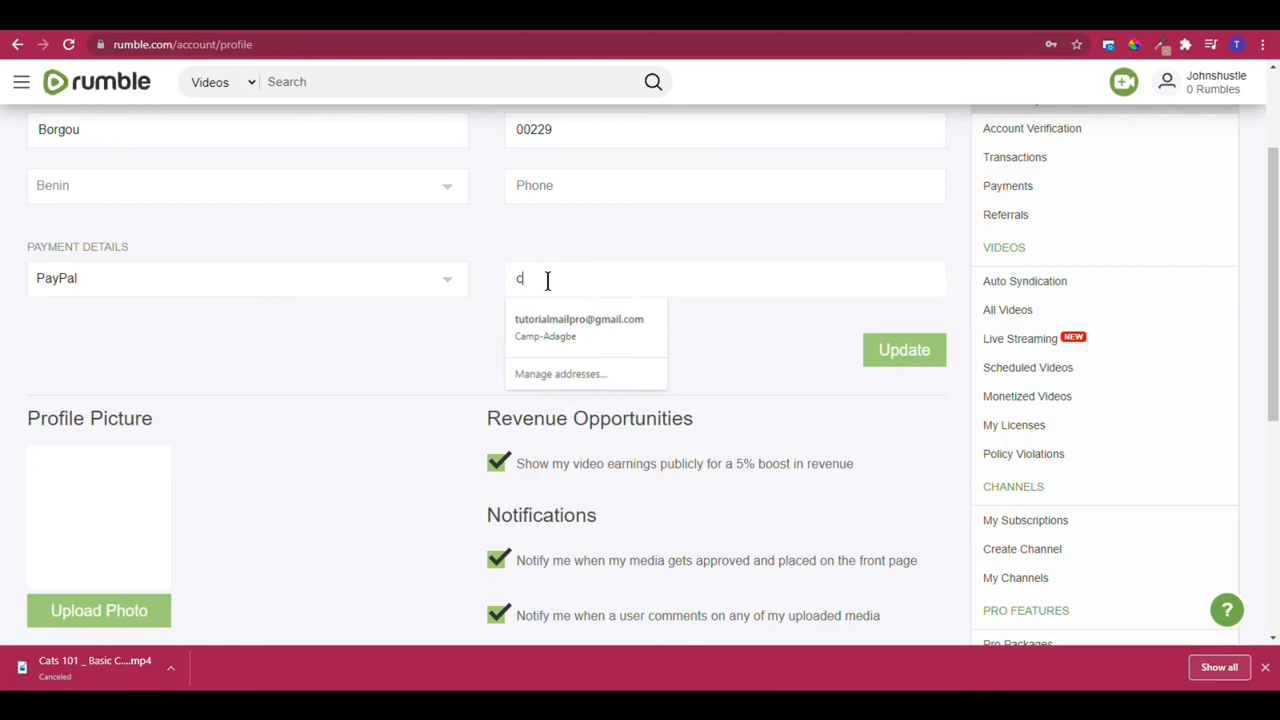 rumble.com/account/profile
T
rumble
Videos
Search
Johnshustle
0 Rumbles
Borgou
00229
Benin
Phone
PAYMENT DETAILS
PayPal
c
tutorialmailpro@gmail.com
Camp-Adagbe
Manage addresses...
Update
Profile Picture
Upload Photo
Revenue Opportunities
Show my video earnings publicly for a 5% boost in revenue
Notifications
Notify me when my media gets approved and placed on the front page
Notify me when a user comments on any of my uploaded media
Account Verification
Transactions
Payments
Referrals
VIDEOS
Auto Syndication
All Videos
Live Streaming NEW
Scheduled Videos
Monetized Videos
My Licenses
Policy Violations
CHANNELS
My Subscriptions
Create Channel
My Channels
PRO FEATURES
Pro Packages
?
Cats 101 _ Basic C....mp4
Canceled
Show all